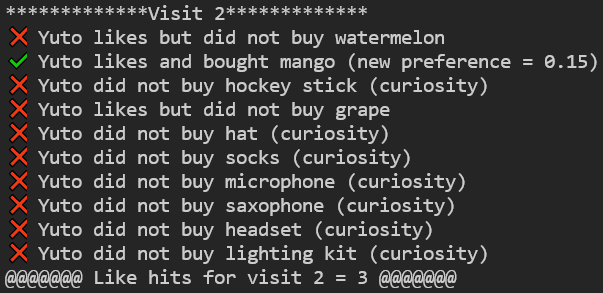 *************Visit 2*************
❌ Yuto likes but did not buy watermelon
✅ Yuto likes and bought mango (new preference = 0.15)
❌ Yuto did not buy hockey stick (curiosity)
❌ Yuto likes but did not buy grape
❌ Yuto did not buy hat (curiosity)
❌ Yuto did not buy socks (curiosity)
❌ Yuto did not buy microphone (curiosity)
❌ Yuto did not buy saxophone (curiosity)
❌ Yuto did not buy headset (curiosity)
❌ Yuto did not buy lighting kit (curiosity)
@@@@@@@ Like hits for visit 2 = 3 @@@@@@@